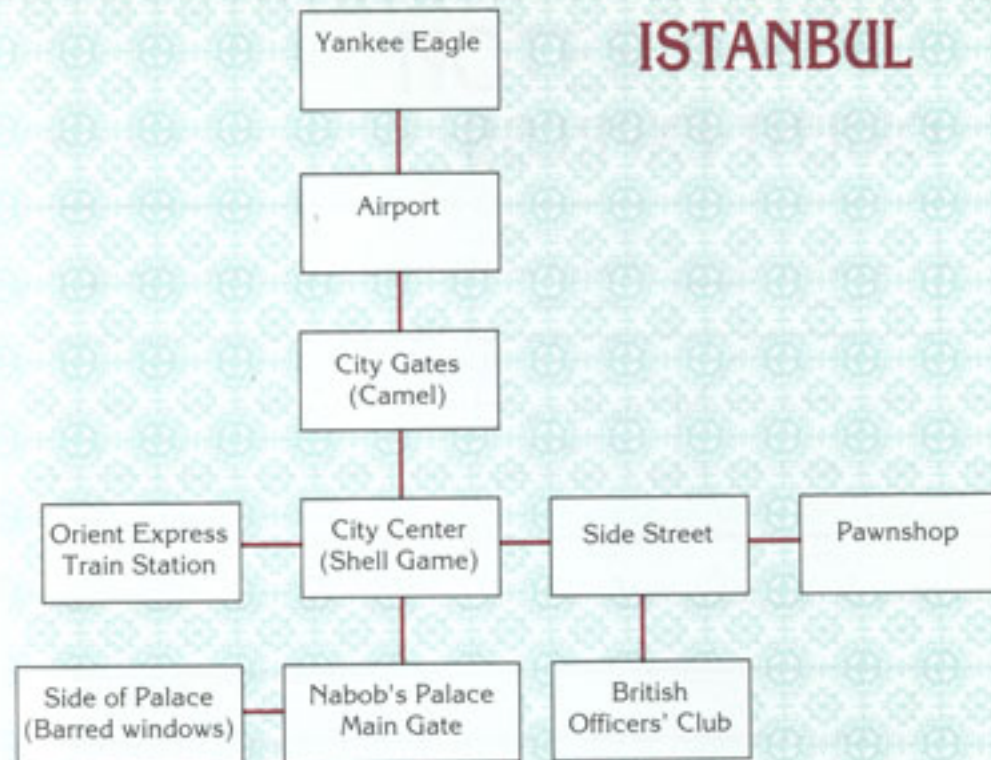 ISTANBUL
Yankee Eagle
Airport
City Gates
(Camel)
Orient Express
Train Station
City Center
(Shell Game)
Side Street
Pawnshop
Side of Palace
(Barred windows)
Nabob's Palace
Main Gate
British
Officers' Club